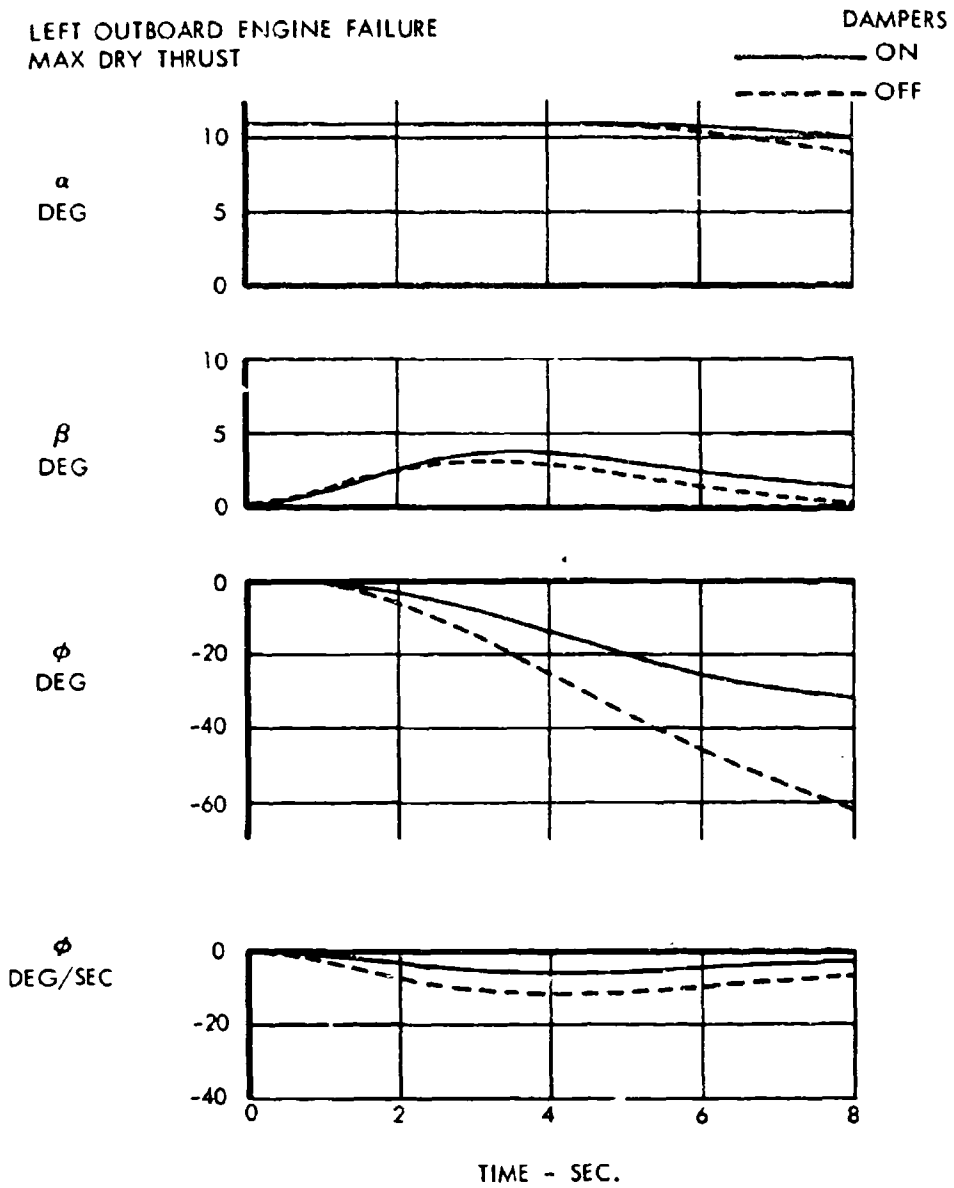 LEFT OUTBOARD ENGINE FAILURE
MAX DRY THRUST
DAMPERS
ON
OFF
α
DEG
10
5
0
β
DEG
10
5
0
ϕ
DEG
0
-20
-40
-60
ϕ
DEG/SEC
0
-20
-40
0 2 4 6 8
TIME - SEC.